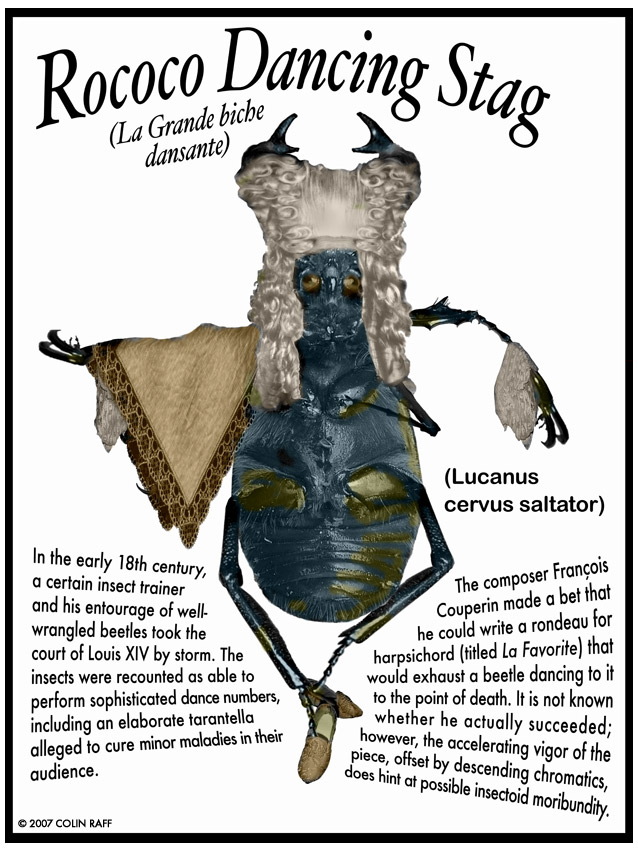 Rococo Dancing Stag
(La Grande biche
dansante)
(Lucanus
cervus saltator)
In the early 18th century,
a certain insect trainer
and his entourage of well-
wrangled beetles took the
court of Louis XIV by storm. The
insects were recounted as able to
perform sophisticated dance numbers,
including an elaborate tarantella
alleged to cure minor maladies in their
audience.
The composer François
Couperin made a bet that
he could write a rondeau for
harpsichord (titled La Favorite) that
would exhaust a beetle dancing to it
to the point of death. It is not known
whether he actually succeeded;
however, the accelerating vigor of the
piece, offset by descending chromatics,
does hint at possible insectoid moribundity.
© 2007 COLIN RAFF